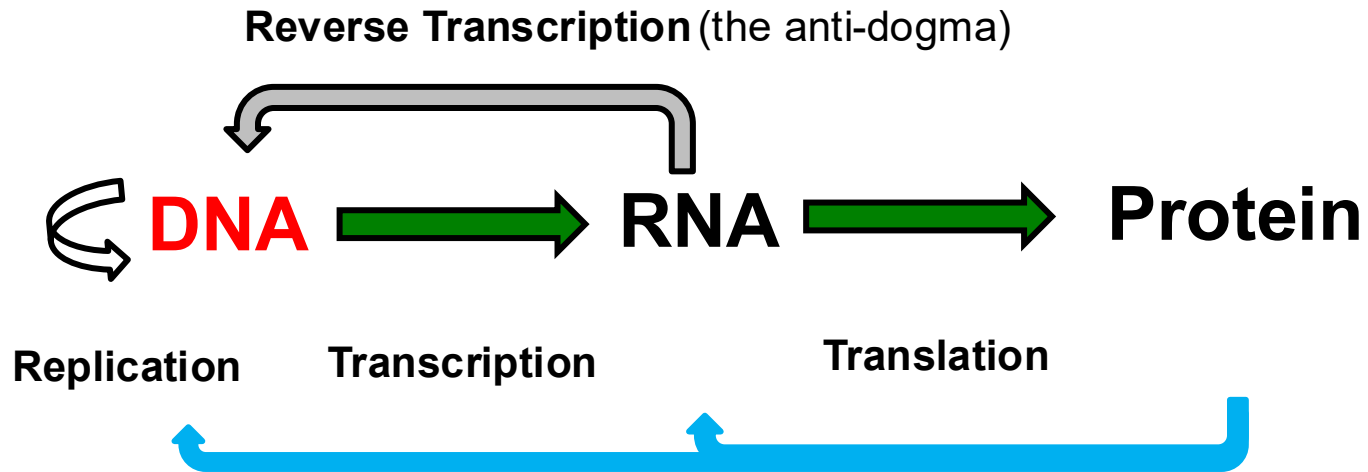 Reverse Transcription (the anti-dogma)
DNA RNA Protein
Replication Transcription Translation